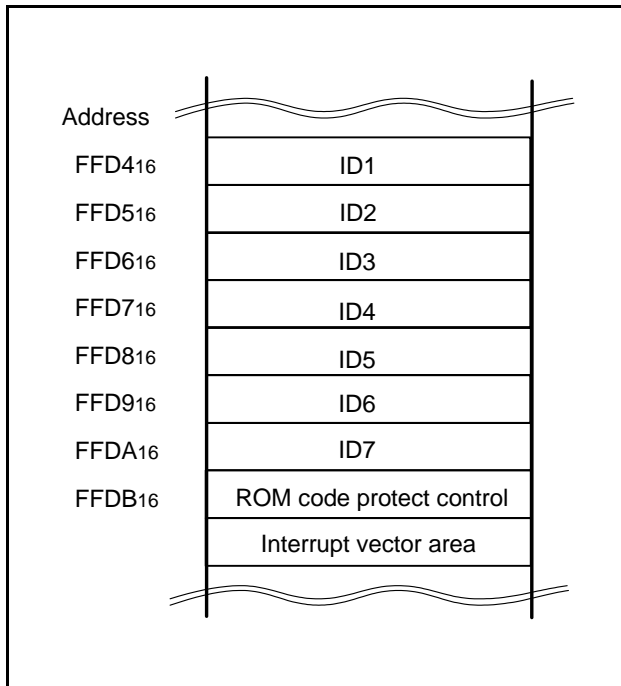 Address
FFD416 ID1
FFD516 ID2
FFD616 ID3
FFD716 ID4
FFD816 ID5
FFD916 ID6
FFDA16 ID7
FFDB16 ROM code protect control
Interrupt vector area